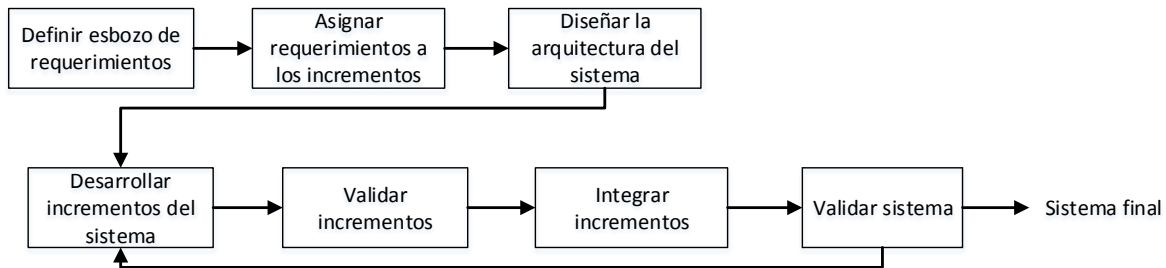 Definir esbozo de
requerimientos
Asignar
requerimientos a
los incrementos
Diseñar la
arquitectura del
sistema
Desarrollar
incrementos del
sistema
Validar
incrementos
Integrar
incrementos
Validar sistema
Sistema final